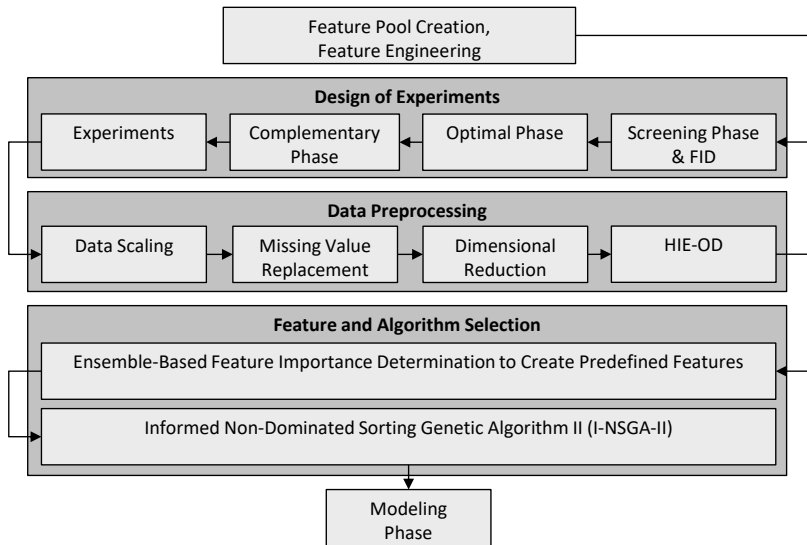 Feature Pool Creation,
Feature Engineering
Design of Experiments
Experiments
Complementary
Phase
Optimal Phase
Screening Phase
& FID
Data Preprocessing
Data Scaling
Missing Value
Replacement
Dimensional
Reduction
HIE-OD
Feature and Algorithm Selection
Ensemble-Based Feature Importance Determination to Create Predefined Features
Informed Non-Dominated Sorting Genetic Algorithm II (I-NSGA-II)
Modeling
Phase